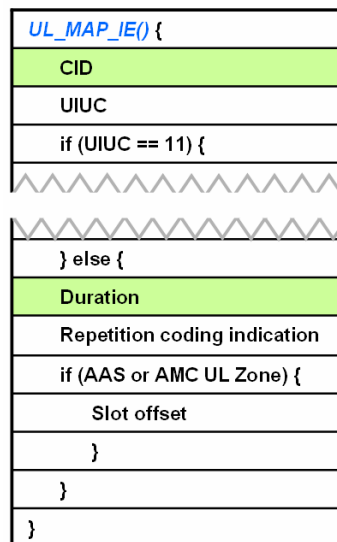 UL_MAP_IE() {
CID
UIUC
if (UIUC == 11) {
} else {
Duration
Repetition coding indication
if (AAS or AMC UL Zone) {
Slot offset
}
}
}